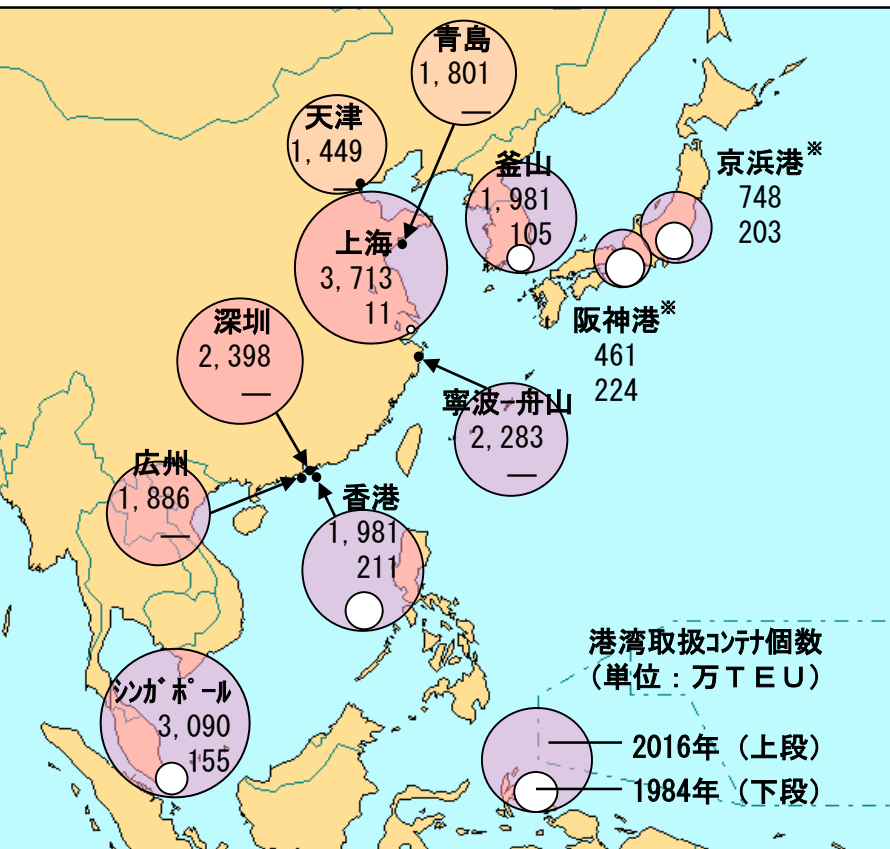 青島
1,801
―
天津
1,449
―
釜山
1,981
105
京浜港※
748
203
上海
3,713
11
阪神港※
461
224
深圳
2,398
―
寧波-舟山
2,283
―
広州
1,886
―
香港
1,981
211
シンガポール
3,090
155
港湾取扱コンテナ個数
（単位：万ＴＥＵ）
2016年（上段）
1984年（下段）